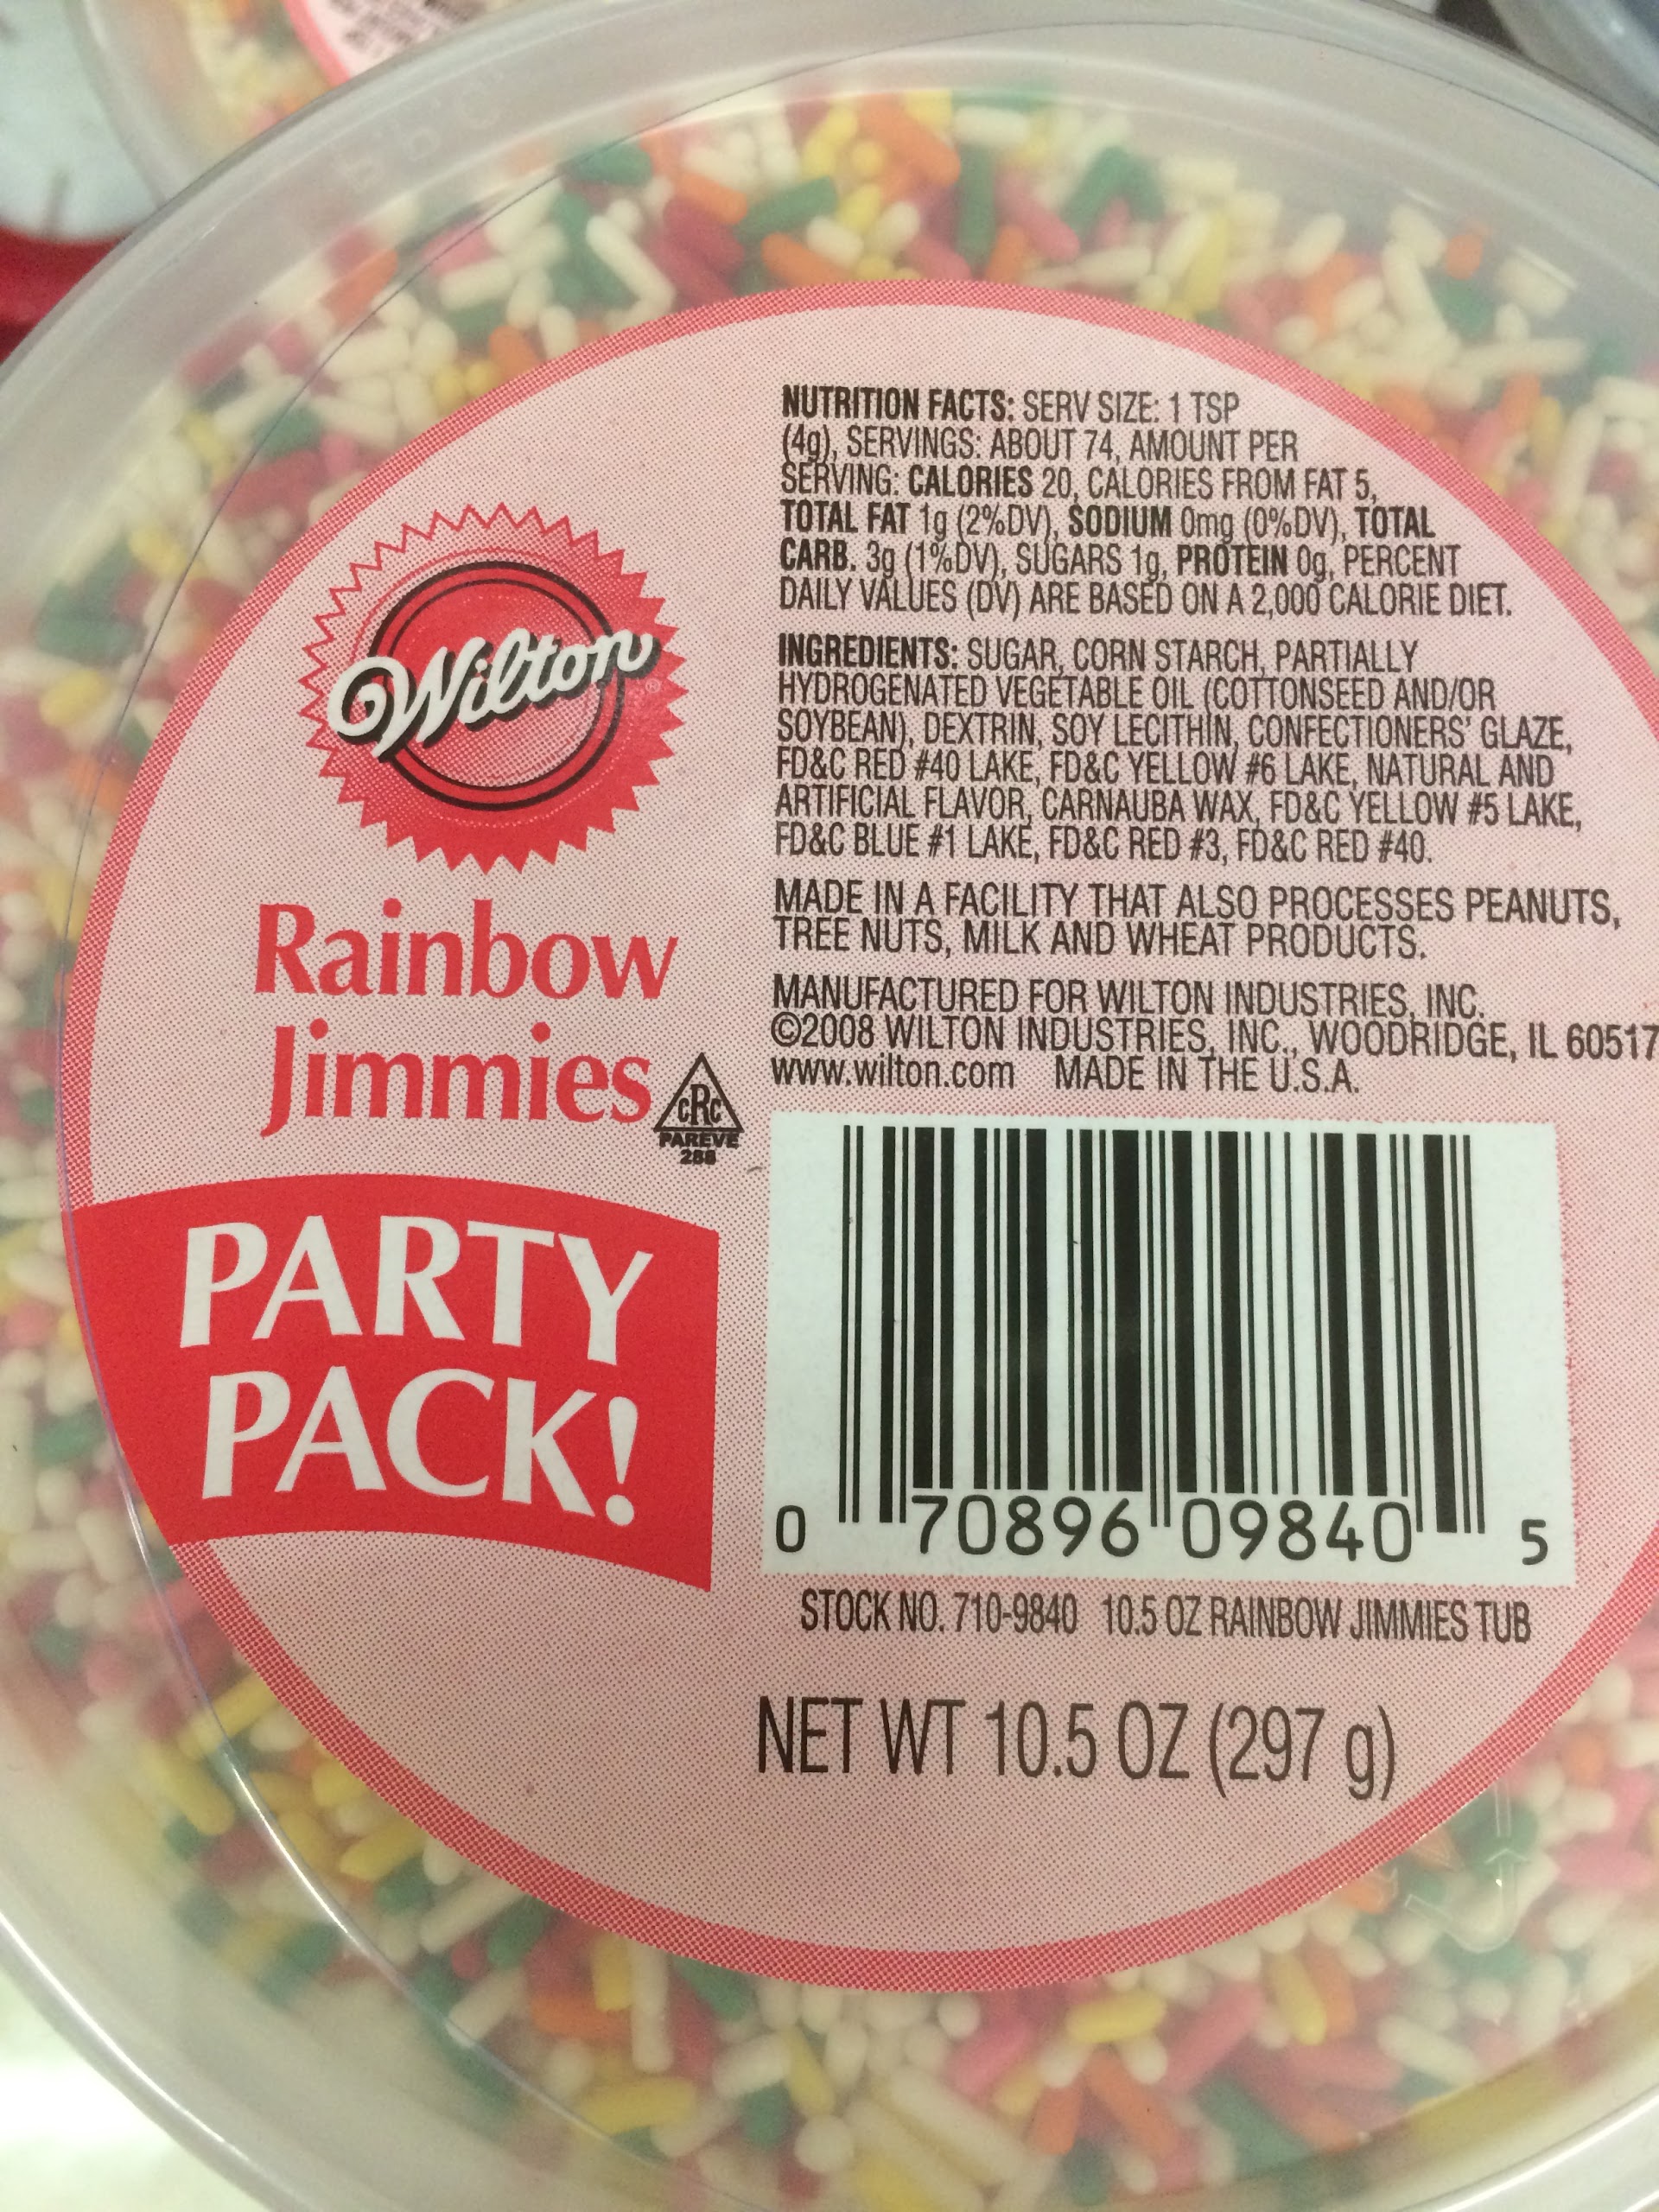 Wilton
Rainbow
Jimmies
cRc
PAREVE
288
PARTY
PACK!
NUTRITION FACTS: SERV SIZE: 1 TSP
(4g), SERVINGS: ABOUT 74, AMOUNT PER
SERVING: CALORIES 20, CALORIES FROM FAT 5,
TOTAL FAT 1g (2%DV), SODIUM 0mg (0%DV), TOTAL
CARB. 3g (1%DV), SUGARS 1g, PROTEIN 0g, PERCENT
DAILY VALUES (DV) ARE BASED ON A 2,000 CALORIE DIET.
INGREDIENTS: SUGAR, CORN STARCH, PARTIALLY
HYDROGENATED VEGETABLE OIL (COTTONSEED AND/OR
SOYBEAN), DEXTRIN, SOY LECITHIN, CONFECTIONERS' GLAZE,
FD&C RED #40 LAKE, FD&C YELLOW #6 LAKE, NATURAL AND
ARTIFICIAL FLAVOR, CARNAUBA WAX, FD&C YELLOW #5 LAKE,
FD&C BLUE #1 LAKE, FD&C RED #3, FD&C RED #40.
MADE IN A FACILITY THAT ALSO PROCESSES PEANUTS,
TREE NUTS, MILK AND WHEAT PRODUCTS.
MANUFACTURED FOR WILTON INDUSTRIES, INC.
©2008 WILTON INDUSTRIES, INC., WOODRIDGE, IL 60517
www.wilton.com MADE IN THE U.S.A.
0 70896 09840 5
STOCK NO. 710-9840 10.5 OZ RAINBOW JIMMIES TUB
NET WT 10.5 OZ (297 g)